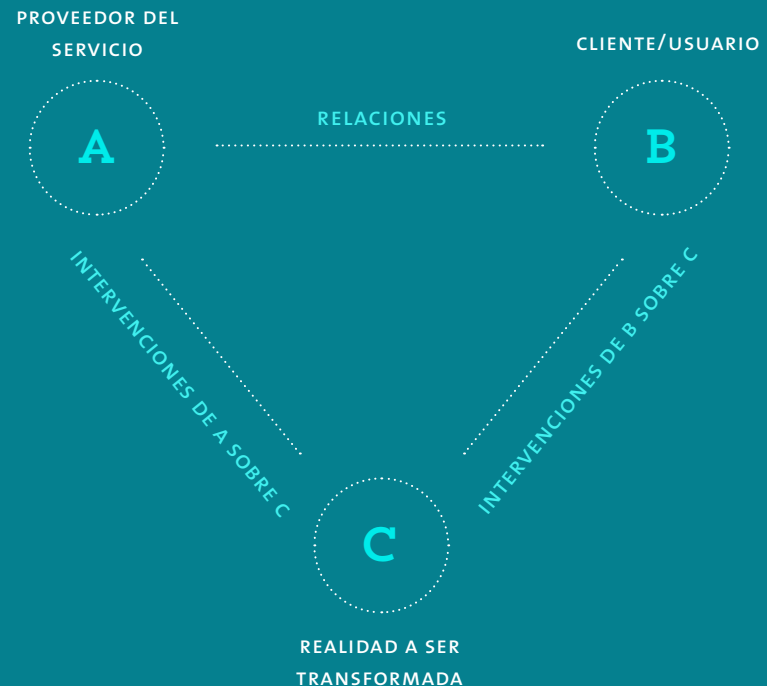 PROVEEDOR DEL
SERVICIO
CLIENTE/USUARIO
RELACIONES
A
B
INTERVENCIONES DE A SOBRE C
INTERVENCIONES DE B SOBRE C
C
REALIDAD A SER
TRANSFORMADA